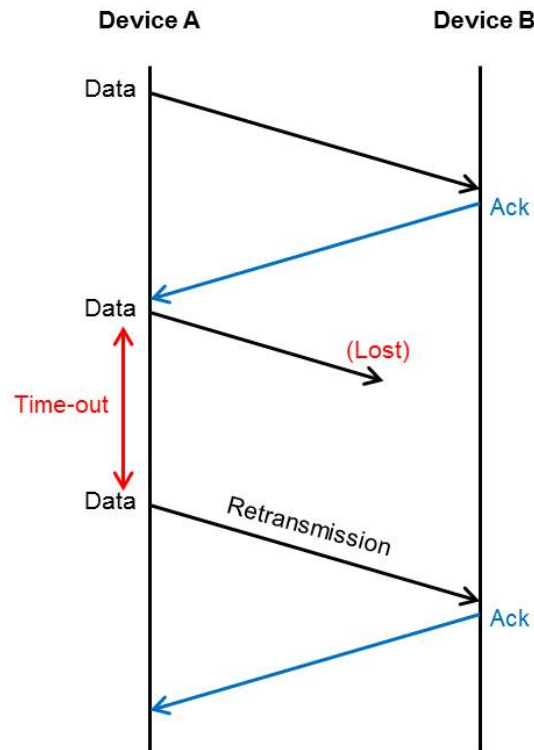 Device A
Device B
Data
Ack
Data
(Lost)
Time-out
Data
Retransmission
Ack